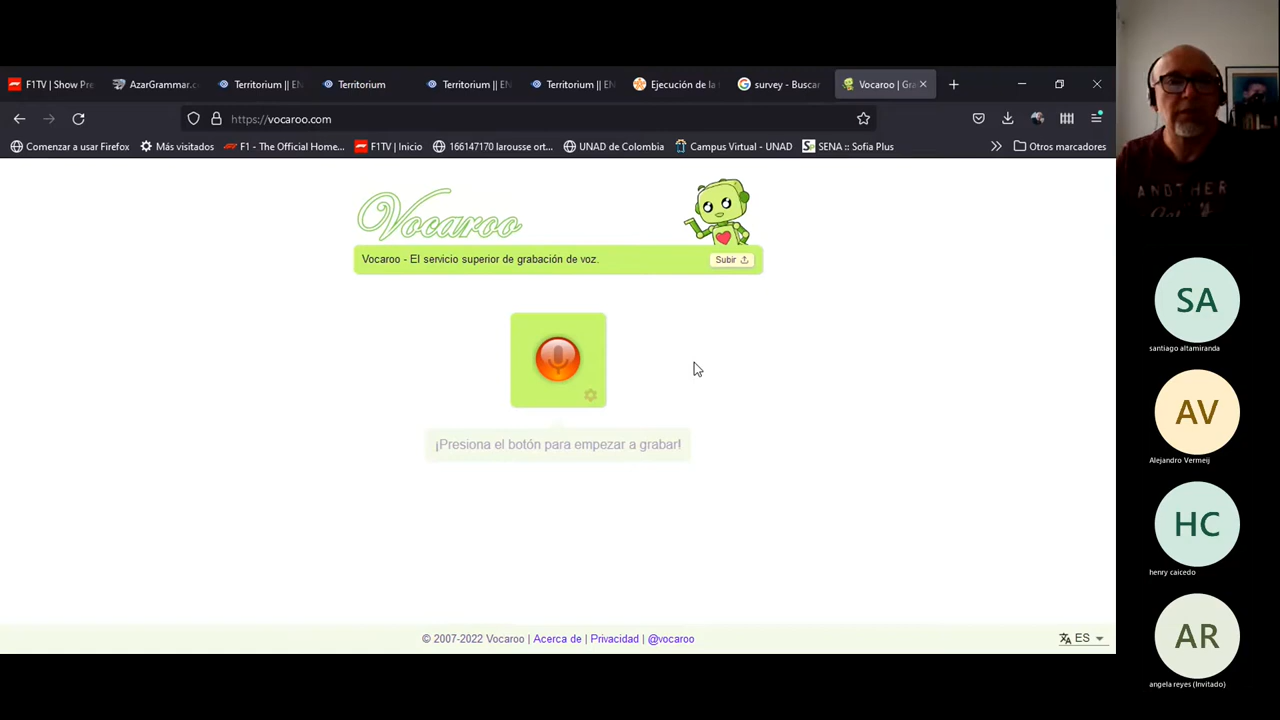 F1TV | Show Pre
AzarGrammar.c
Territorium || EN
Territorium
Territorium || EN
Territorium || EN
Ejecución de la
survey - Buscar
Vocaroo | Gra
https://vocaroo.com
Comenzar a usar Firefox
Más visitados
F1 - The Official Home...
F1TV | Inicio
166147170 larousse ort...
UNAD de Colombia
Campus Virtual - UNAD
SENA :: Sofia Plus
Otros marcadores
Vocaroo
Vocaroo - El servicio superior de grabación de voz.
Subir
¡Presiona el botón para empezar a grabar!
© 2007-2022 Vocaroo | Acerca de | Privacidad | @vocaroo
ES
ANOTHER
SA
santiago altamiranda
AV
Alejandro Vermeij
HC
henry caicedo
AR
angela reyes (Invitado)